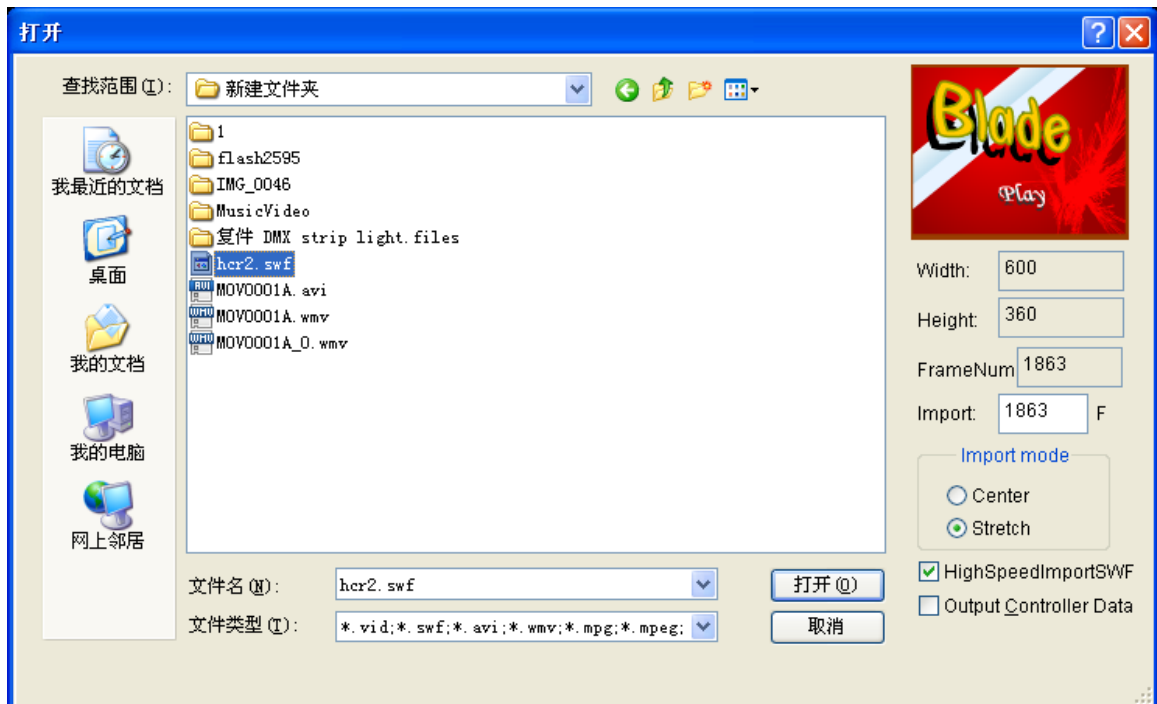 打开
查找范围(I):
新建文件夹
我最近的文档
桌面
我的文档
我的电脑
网上邻居
1
flash2595
IMG_0046
MusicVideo
复件 DMX strip light.files
hcr2.swf
MOV0001A.avi
MOV0001A.wmv
MOV0001A_0.wmv
文件名(N):
hcr2.swf
打开(O)
文件类型(T):
*.vid;*.swf;*.avi;*.wmv;*.mpg;*.mpeg;
取消
Blade
Play
Width:
600
Height:
360
FrameNum
1863
Import:
1863
F
Import mode
Center
Stretch
HighSpeedImportSWF
Output Controller Data